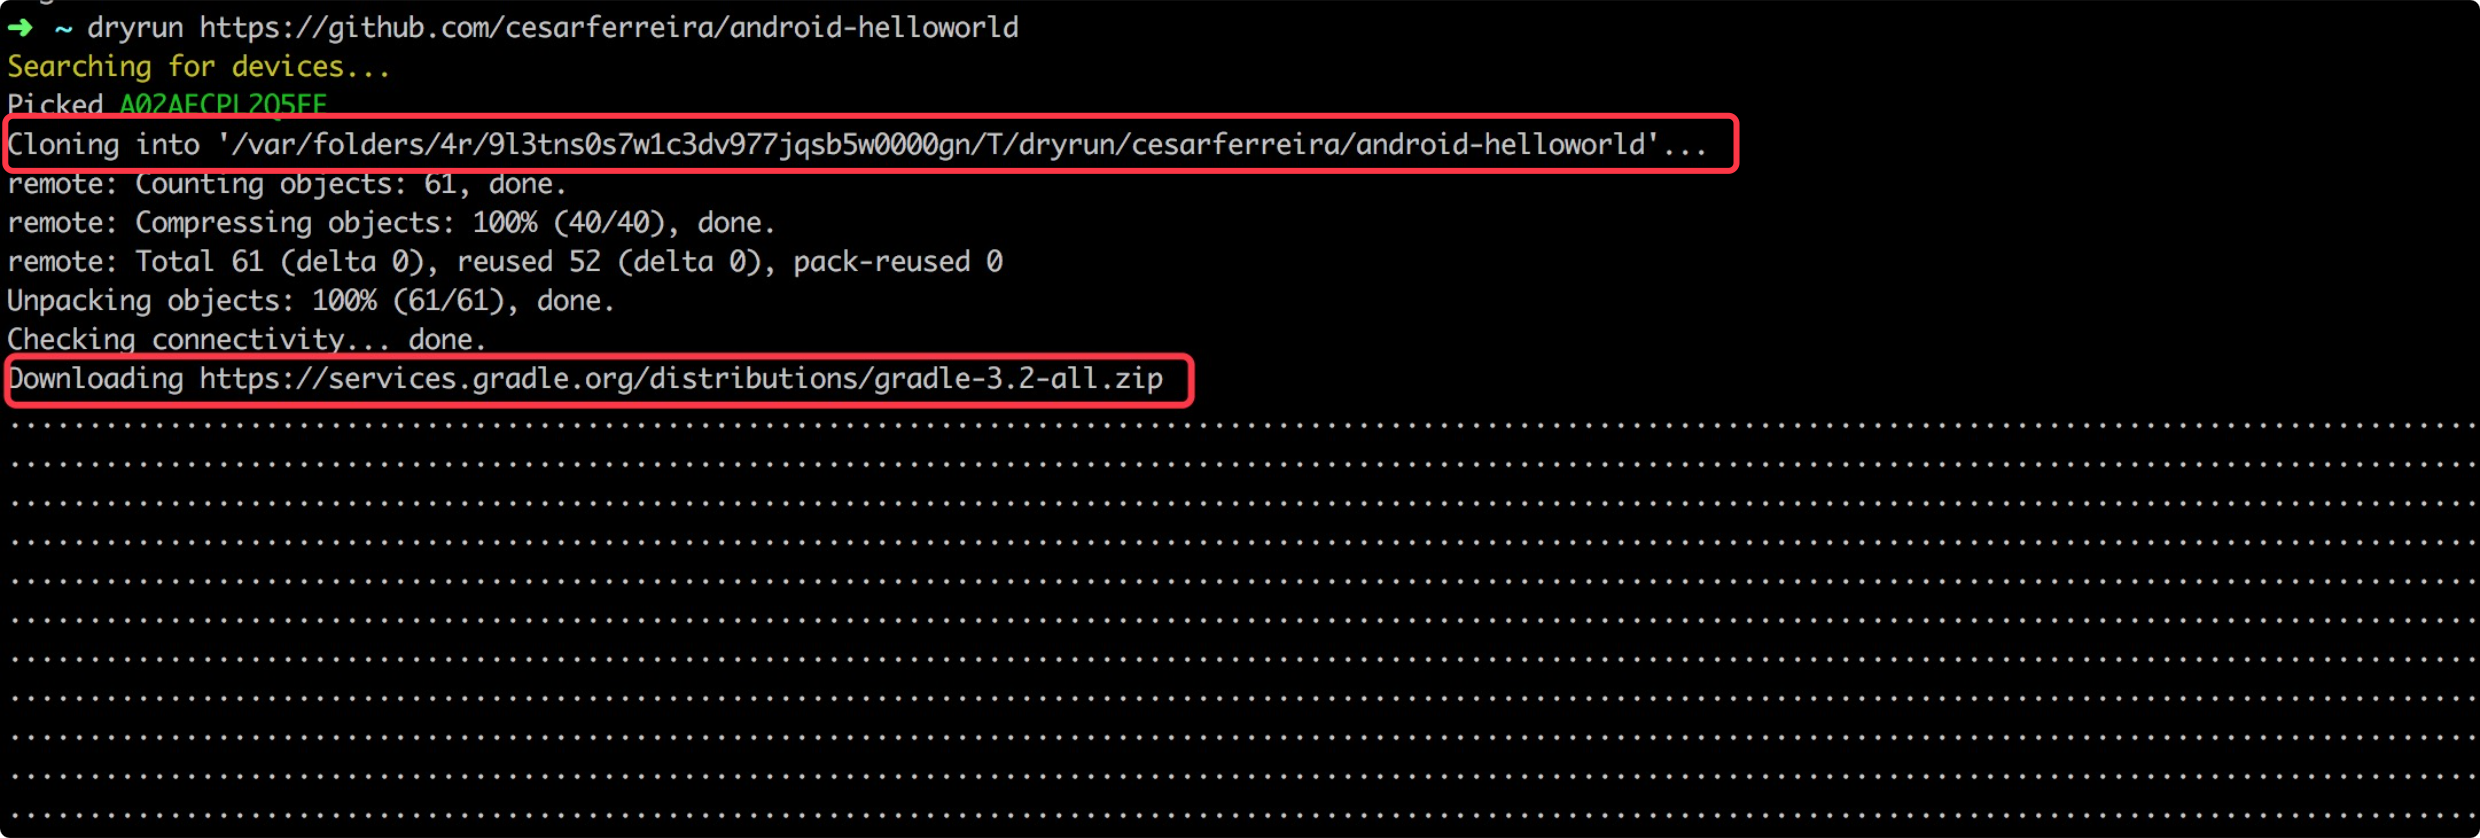 ➜ ~ dryrun https://github.com/cesarferreira/android-helloworld
Searching for devices...
Picked A02AECPL2Q5EE
Cloning into '/var/folders/4r/9l3tns0s7w1c3dv977jqsb5w0000gn/T/dryrun/cesarferreira/android-helloworld'...
remote: Counting objects: 61, done.
remote: Compressing objects: 100% (40/40), done.
remote: Total 61 (delta 0), reused 52 (delta 0), pack-reused 0
Unpacking objects: 100% (61/61), done.
Checking connectivity... done.
Downloading https://services.gradle.org/distributions/gradle-3.2-all.zip